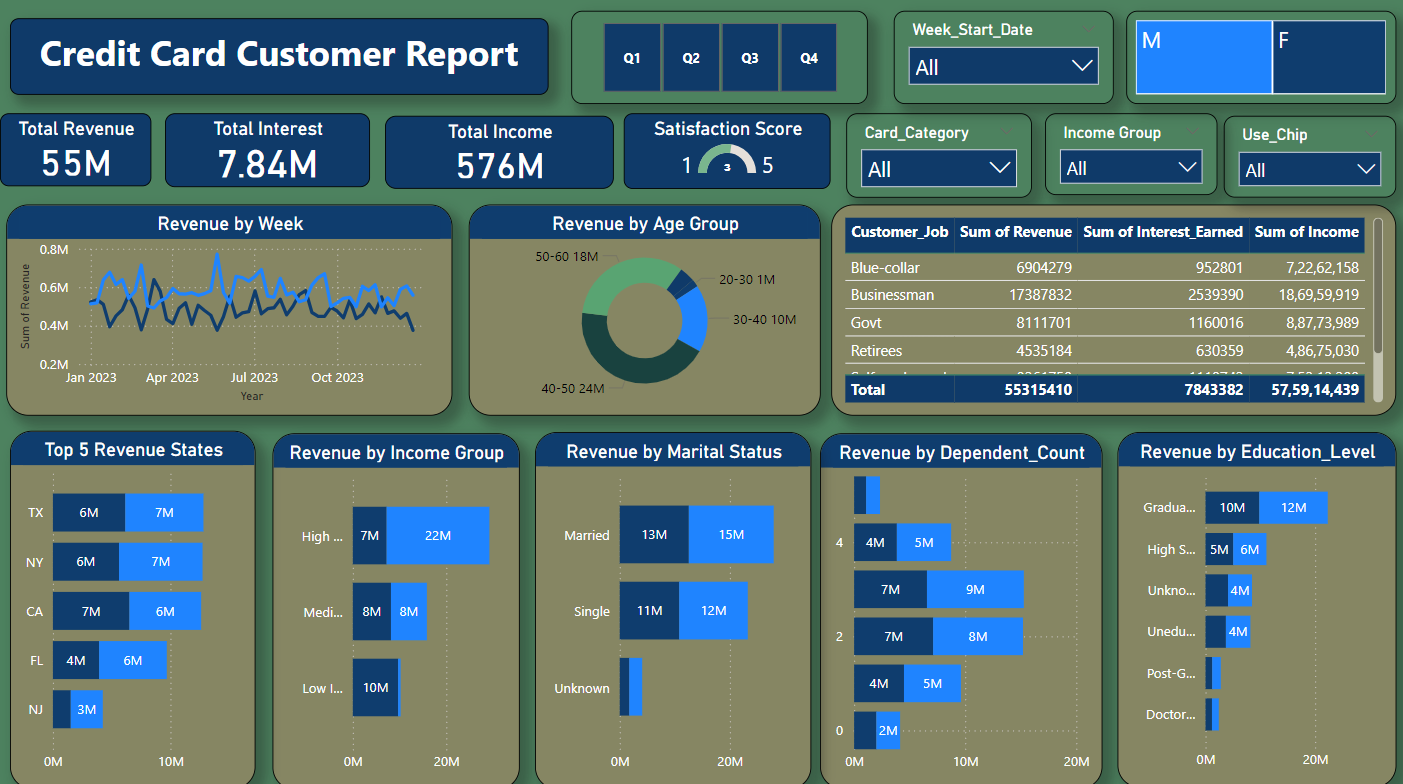 Credit Card Customer Report
Q1 Q2 Q3 Q4
Week_Start_Date
All
M F
Total Revenue
55M
Total Interest
7.84M
Total Income
576M
Satisfaction Score
1 3 5
Card_Category
All
Income Group
All
Use_Chip
All
Revenue by Week
Sum of Revenue
0.8M
0.6M
0.4M
0.2M
Jan 2023 Apr 2023 Jul 2023 Oct 2023
Year
Revenue by Age Group
50-60 18M
20-30 1M
30-40 10M
40-50 24M
Customer_Job Sum of Revenue Sum of Interest_Earned Sum of Income
Blue-collar 6904279 952801 7,22,62,158
Businessman 17387832 2539390 18,69,59,919
Govt 8111701 1160016 8,87,73,989
Retirees 4535184 630359 4,86,75,030
Total 55315410 7843382 57,59,14,439
Top 5 Revenue States
TX 6M 7M
NY 6M 7M
CA 7M 6M
FL 4M 6M
NJ 3M
0M 10M
Revenue by Income Group
High ... 7M 22M
Medi... 8M 8M
Low I... 10M
0M 20M
Revenue by Marital Status
Married 13M 15M
Single 11M 12M
Unknown
0M 20M
Revenue by Dependent_Count
4 4M 5M
7M 9M
2 7M 8M
4M 5M
0 2M
0M 10M 20M
Revenue by Education_Level
Gradua... 10M 12M
High S... 5M 6M
Unkno... 4M
Unedu... 4M
Post-G...
Doctor...
0M 20M